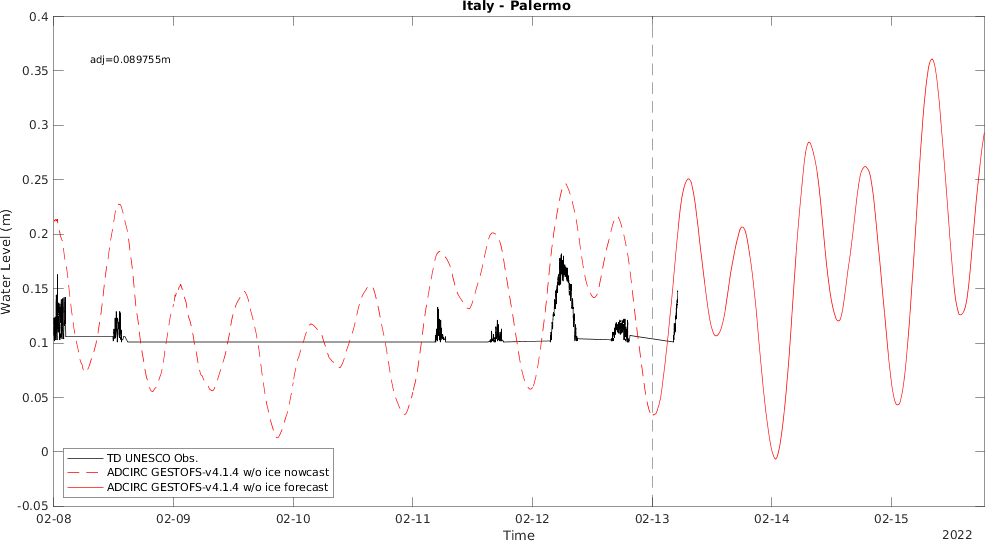 Italy - Palermo
0.4
adj=0.089755m
0.35
0.3
0.25
0.2
0.15
0.1
0.05
0
-0.05
Water Level (m)
TD UNESCO Obs.
ADCIRC GESTOFS-v4.1.4 w/o ice nowcast
ADCIRC GESTOFS-v4.1.4 w/o ice forecast
02-08 02-09 02-10 02-11 02-12 02-13 02-14 02-15
Time
2022